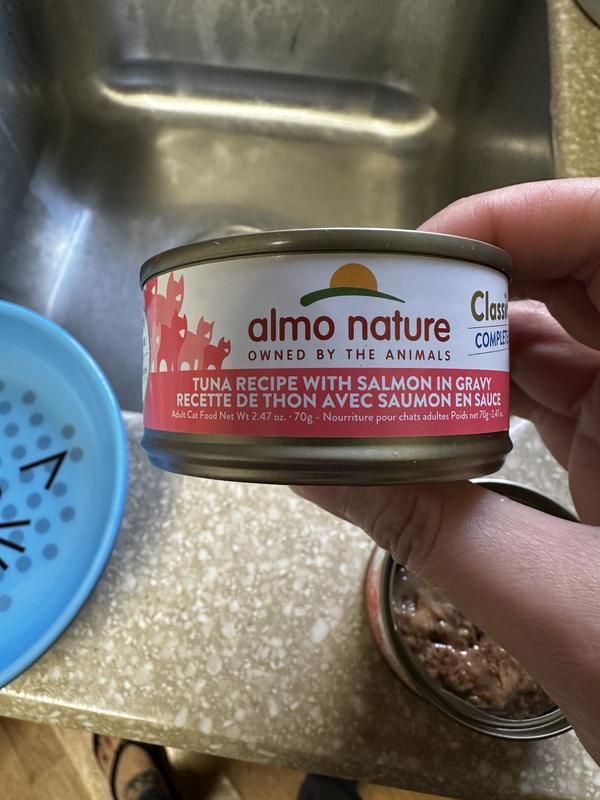 almo nature
OWNED BY THE ANIMALS
TUNA RECIPE WITH SALMON IN GRAVY
RECETTE DE THON AVEC SAUMON EN SAUCE
Adult Cat Food Net Wt 2.47 oz. · 70g - Nourriture pour chats adultes Poids net 70g· 2.47 oz.
Classic
COMPLETE